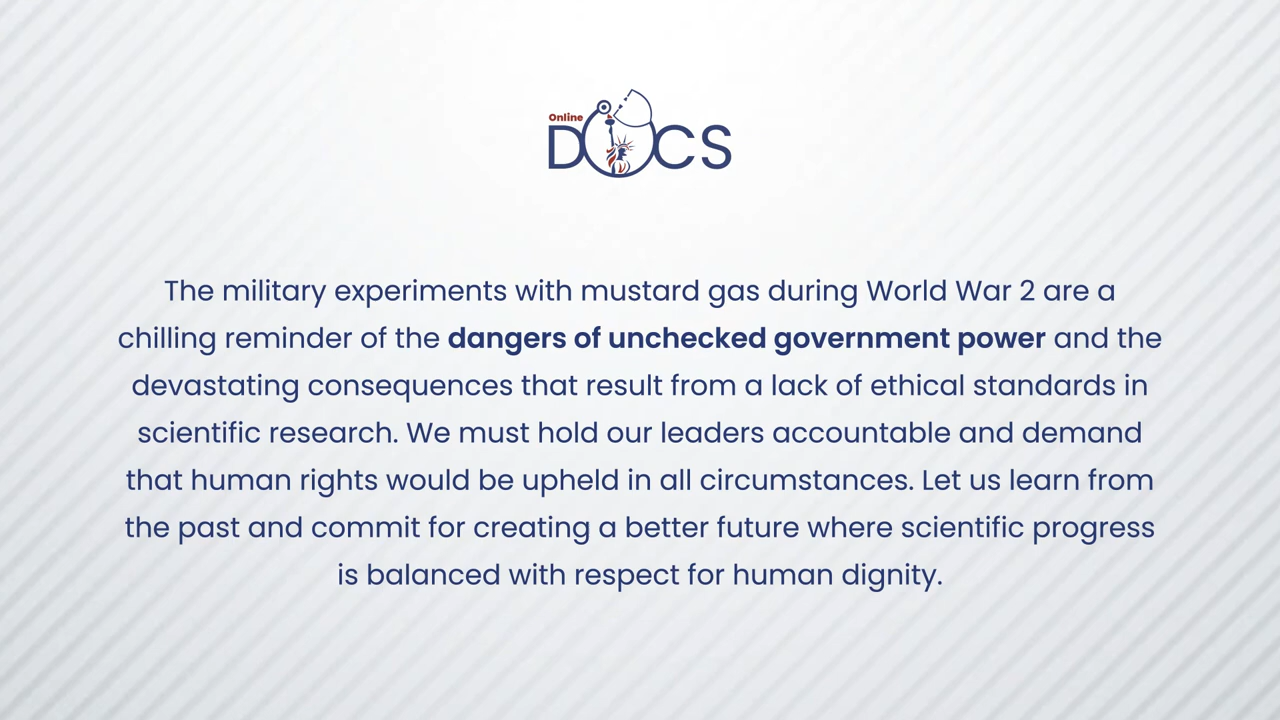 Online
DOCS
The military experiments with mustard gas during World War 2 are a
chilling reminder of the dangers of unchecked government power and the
devastating consequences that result from a lack of ethical standards in
scientific research. We must hold our leaders accountable and demand
that human rights would be upheld in all circumstances. Let us learn from
the past and commit for creating a better future where scientific progress
is balanced with respect for human dignity.